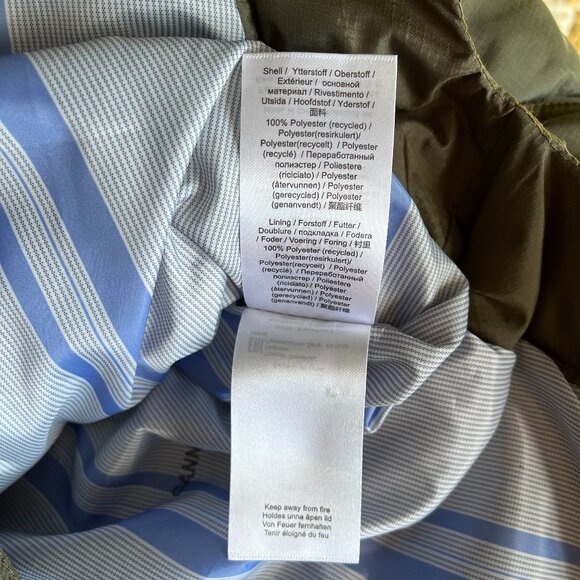 Shell / Ytterstoff / Oberstoff /
Extérieur / основной
материал / Rivestimento /
Utsida / Hoofdstof / Yderstof /
面料
100% Polyester (recycled) /
Polyester(resirkulert)/
Polyester(recycelt) / Polyester
(recyclé) / Переработанный
полиэстер / Poliestere
(riciclato) / Polyester
(återvunnen) / Polyester
(gerecycled) / Polyester
(genanvendt) / 聚酯纤维
Lining / Forstoff / Futter /
Doublure / подкладка / Fodera
/ Foder / Voering / Foring / 衬里
100% Polyester (recycled) /
Polyester(resirkulert)/
Polyester(recycelt) / Polyester
(recyclé) / Переработанный
полиэстер / Poliestere
(riciclato) / Polyester
(återvunnen) / Polyester
(gerecycled) / Polyester
(genanvendt) / 聚酯纤维
Keep away from fire
Holdes unna åpen ild
Von Feuer fernhalten
Tenir éloigné du feu